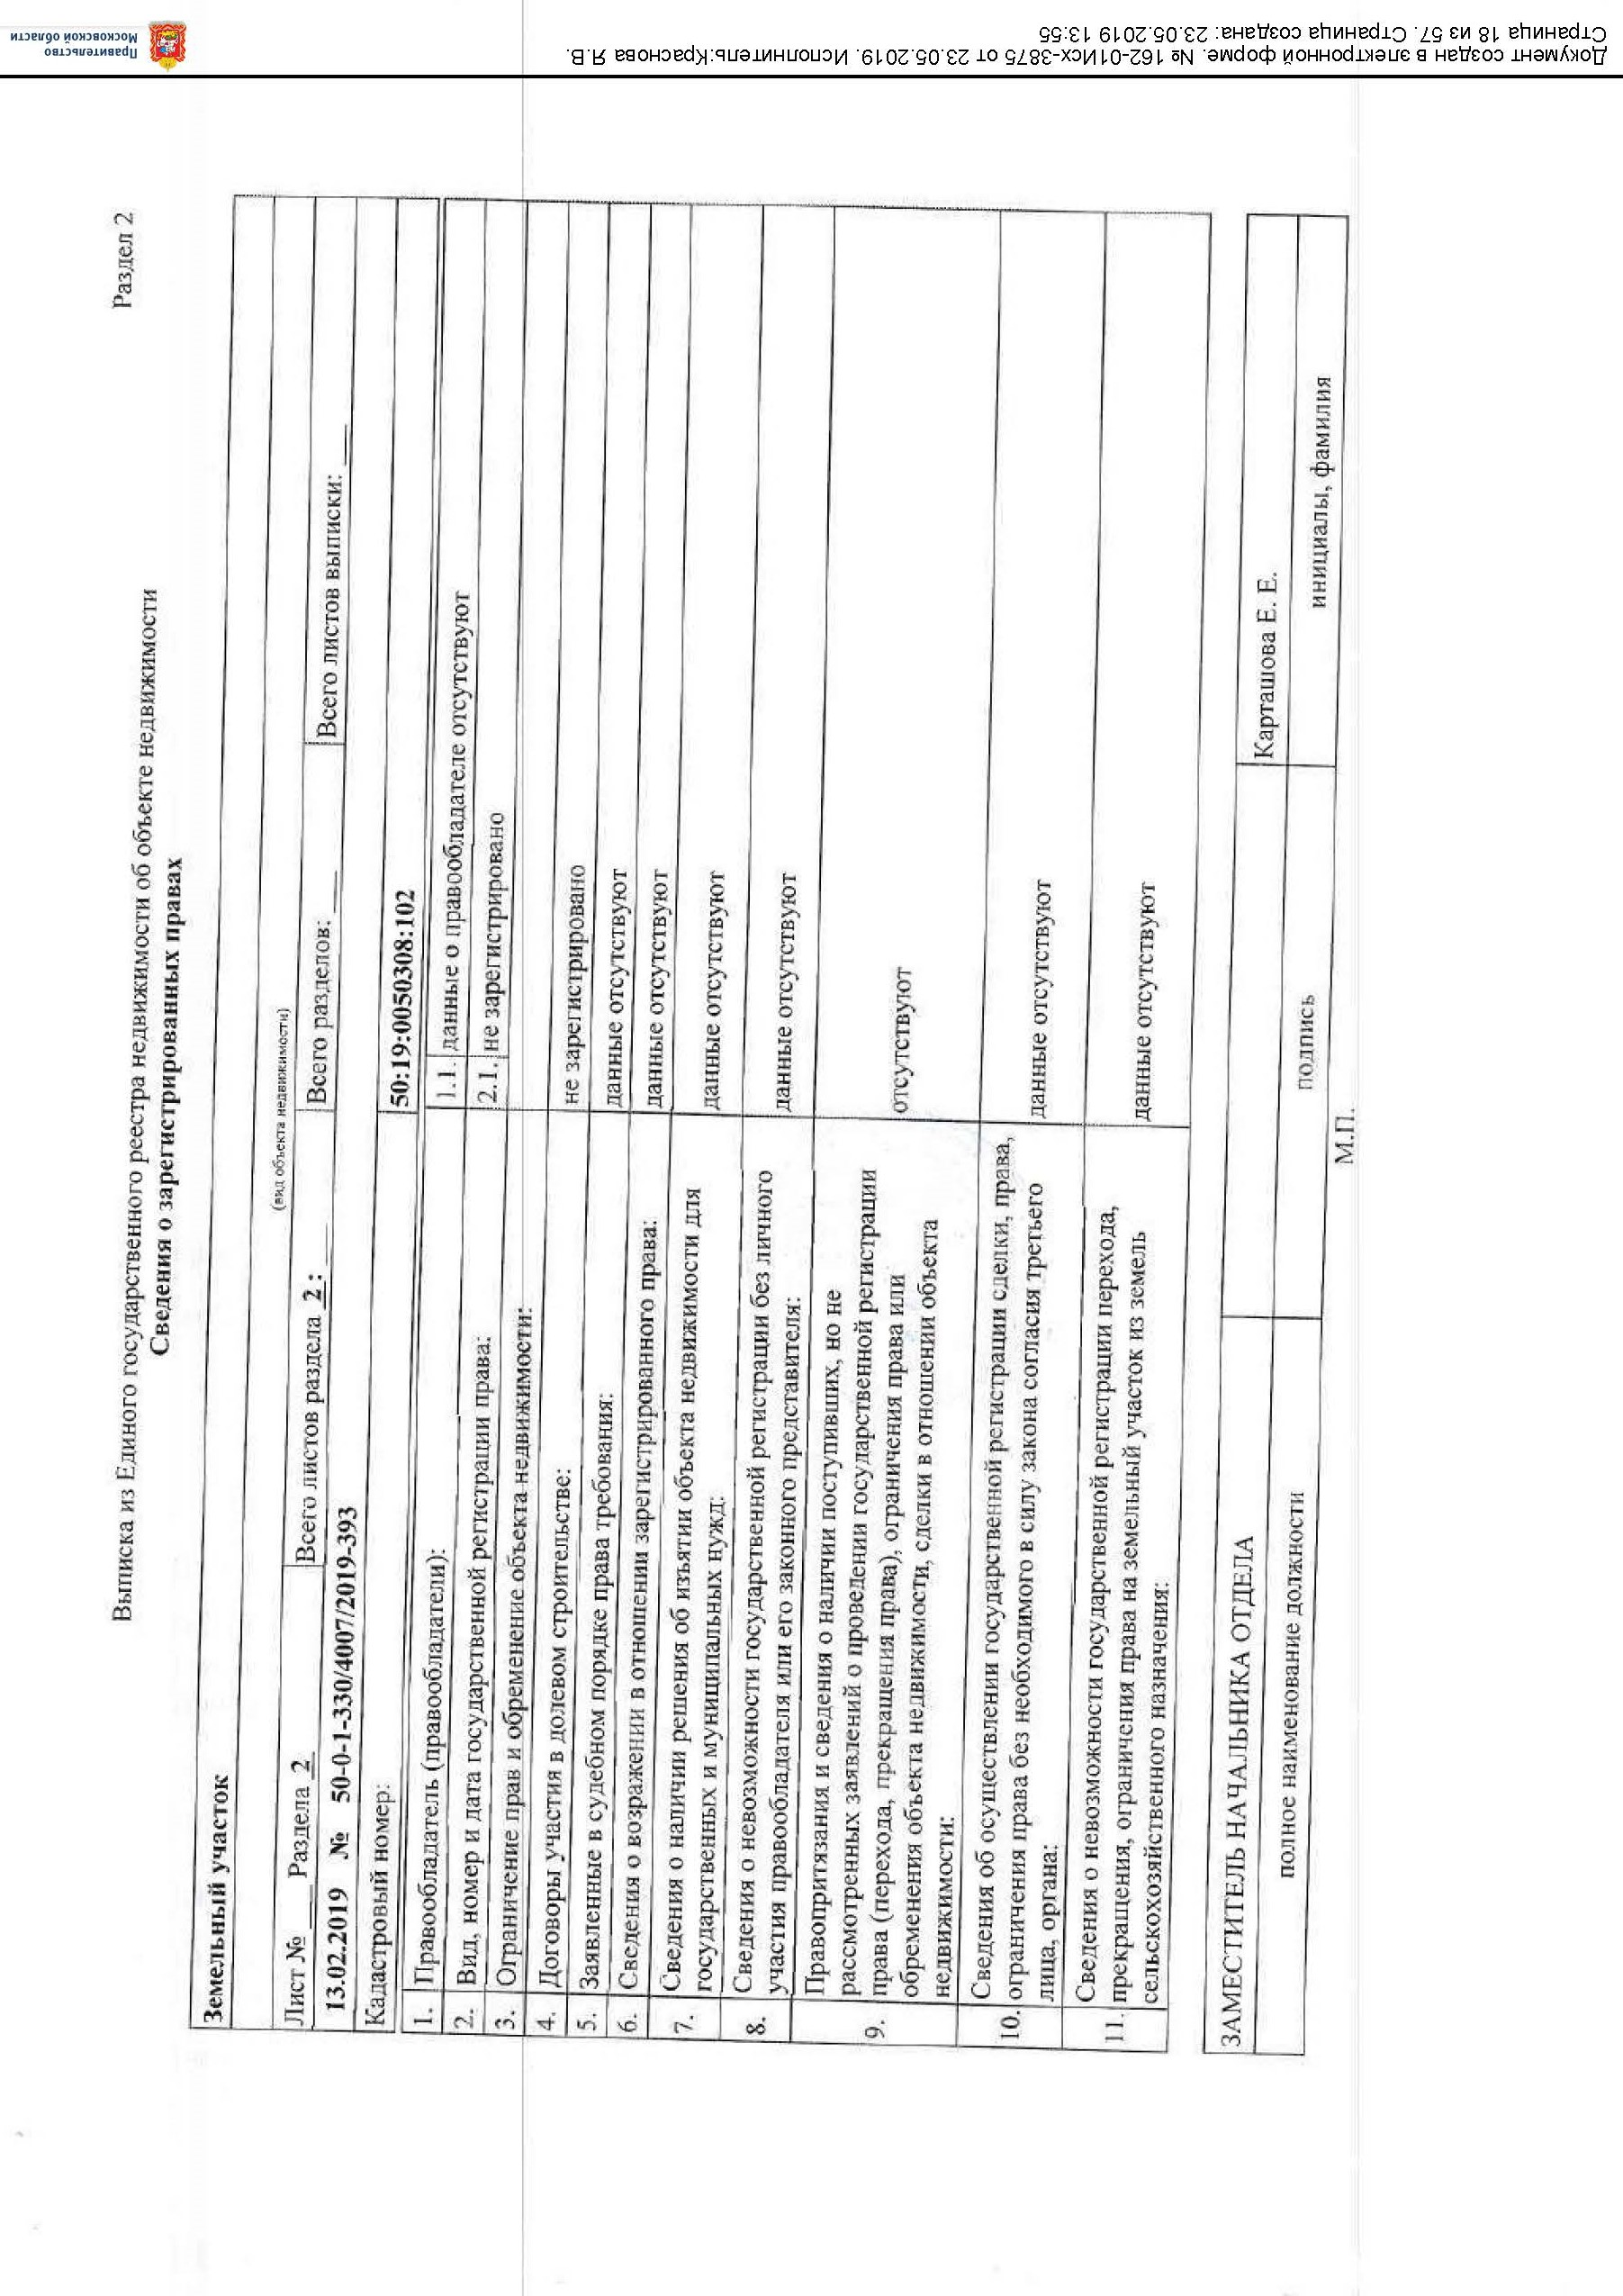 Документ создан в электронной форме. № 162-01Исх-3875 от 23.05.2019. Исполнитель:Краснова Я.В.
Страница 18 из 57. Страница создана: 23.05.2019 13:55
Правительство
Московской области
Раздел 2
Выписка из Единого государственного реестра недвижимости об объекте недвижимости
Сведения о зарегистрированных правах
Земельный участок
(вид объекта недвижимости)
Лист № ___ Раздела 2 Всего листов раздела 2 : ___ Всего разделов: ___ Всего листов выписки: ___
13.02.2019 № 50-0-1-330/4007/2019-393
Кадастровый номер: 50:19:0050308:102
1. Правообладатель (правообладатели): 1.1. данные о правообладателе отсутствуют
2. Вид, номер и дата государственной регистрации права: 2.1. не зарегистрировано
3. Ограничение прав и обременение объекта недвижимости:
4. Договоры участия в долевом строительстве: не зарегистрировано
5. Заявленные в судебном порядке права требования: данные отсутствуют
6. Сведения о возражении в отношении зарегистрированного права: данные отсутствуют
7. Сведения о наличии решения об изъятии объекта недвижимости для
государственных и муниципальных нужд: данные отсутствуют
8. Сведения о невозможности государственной регистрации без личного
участия правообладателя или его законного представителя: данные отсутствуют
9. Правопритязания и сведения о наличии поступивших, но не
рассмотренных заявлений о проведении государственной регистрации
права (перехода, прекращения права), ограничения права или
обременения объекта недвижимости, сделки в отношении объекта
недвижимости: отсутствуют
10. Сведения об осуществлении государственной регистрации сделки, права,
ограничения права без необходимого в силу закона согласия третьего
лица, органа: данные отсутствуют
11. Сведения о невозможности государственной регистрации перехода,
прекращения, ограничения права на земельный участок из земель
сельскохозяйственного назначения: данные отсутствуют
ЗАМЕСТИТЕЛЬ НАЧАЛЬНИКА ОТДЕЛА Карташова Е. Е.
полное наименование должности подпись инициалы, фамилия
М.П.